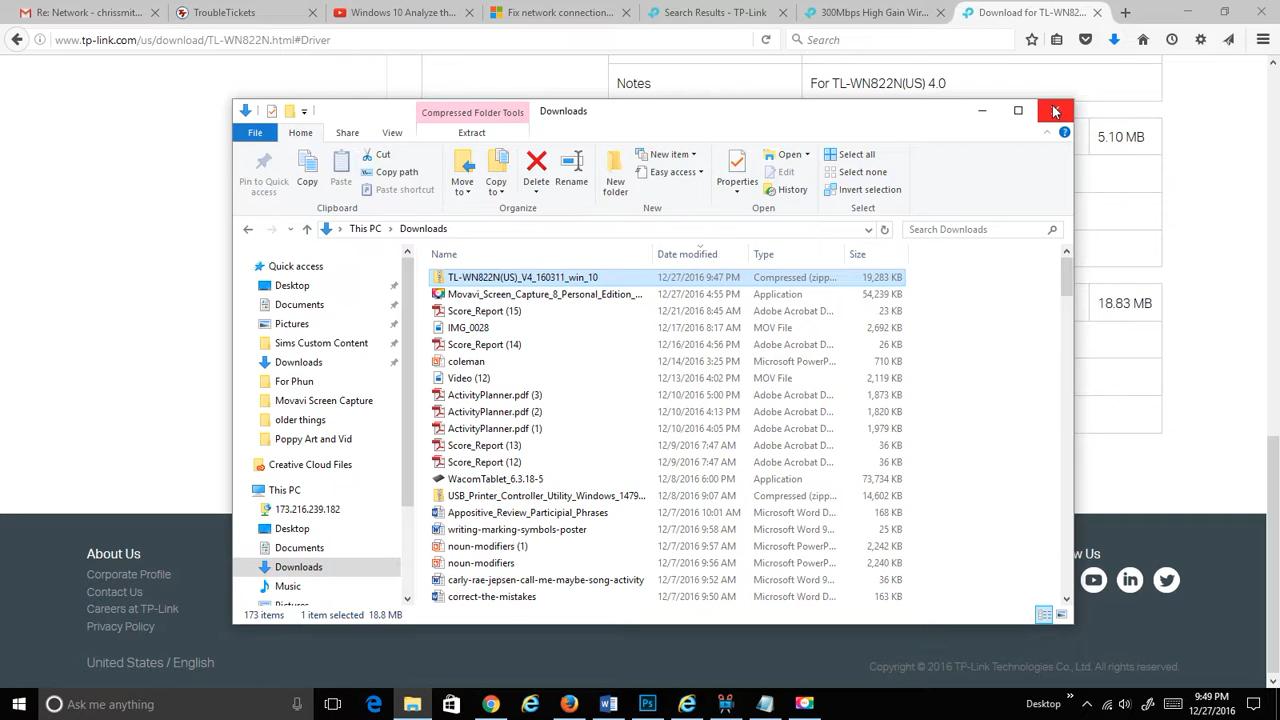 Re: Network - chrissmit...
TroubleTickets
Windows 10 Analyze th...
Fix network connection...
Search Results - TP-Link
300Mbps High Gain Wir...
Download for TL-WN82...
www.tp-link.com/us/download/TL-WN822N.html#Driver
Search
Notes
For TL-WN822N(US) 4.0
Compressed Folder Tools
Downloads
File
Home
Share
View
Extract
5.10 MB
Pin to Quick access
Copy
Paste
Cut
Copy path
Paste shortcut
Move to
Copy to
Delete
Rename
New folder
New item
Easy access
Properties
Open
Edit
History
Select all
Select none
Invert selection
Clipboard
Organize
New
Open
Select
This PC
Downloads
Search Downloads
Name
Date modified
Type
Size
Quick access
Desktop
Documents
Pictures
Sims Custom Content
Downloads
For Phun
Movavi Screen Capture
older things
Poppy Art and Vid
Creative Cloud Files
This PC
173.216.239.182
Desktop
Documents
Downloads
Music
Pictures
TL-WN822N(US)_V4_160311_win_10 12/27/2016 9:47 PM Compressed (zipp... 19,283 KB
Movavi_Screen_Capture_8_Personal_Edition_... 12/27/2016 4:55 PM Application 54,239 KB
Score_Report (15) 12/21/2016 8:45 AM Adobe Acrobat D... 23 KB
IMG_0028 12/17/2016 8:17 AM MOV File 2,692 KB
Score_Report (14) 12/16/2016 4:56 PM Adobe Acrobat D... 26 KB
coleman 12/14/2016 3:25 PM Microsoft PowerP... 710 KB
Video (12) 12/13/2016 4:02 PM MOV File 2,119 KB
ActivityPlanner.pdf (3) 12/10/2016 5:00 PM Adobe Acrobat D... 1,873 KB
ActivityPlanner.pdf (2) 12/10/2016 4:13 PM Adobe Acrobat D... 1,820 KB
ActivityPlanner.pdf (1) 12/10/2016 4:05 PM Adobe Acrobat D... 1,979 KB
Score_Report (13) 12/9/2016 7:47 AM Adobe Acrobat D... 36 KB
Score_Report (12) 12/9/2016 7:47 AM Adobe Acrobat D... 36 KB
WacomTablet_6.3.18-5 12/8/2016 6:00 PM Application 73,734 KB
USB_Printer_Controller_Utility_Windows_1479... 12/8/2016 9:07 AM Compressed (zipp... 14,602 KB
Appositive_Review_Participial_Phrases 12/7/2016 10:01 AM Microsoft Word D... 168 KB
writing-marking-symbols-poster 12/7/2016 9:58 AM Microsoft Word 9... 25 KB
noun-modifiers (1) 12/7/2016 9:57 AM Microsoft PowerP... 2,242 KB
noun-modifiers 12/7/2016 9:56 AM Microsoft PowerP... 2,240 KB
carly-rae-jepsen-call-me-maybe-song-activity 12/7/2016 9:52 AM Microsoft Word 9... 36 KB
correct-the-mistakes 12/7/2016 9:50 AM Microsoft Word D... 163 KB
173 items 1 item selected 18.8 MB
18.83 MB
About Us
Corporate Profile
Contact Us
Careers at TP-Link
Privacy Policy
w Us
United States / English
Copyright © 2016 TP-Link Technologies Co., Ltd. All rights reserved.
Ask me anything
Desktop
9:49 PM
12/27/2016